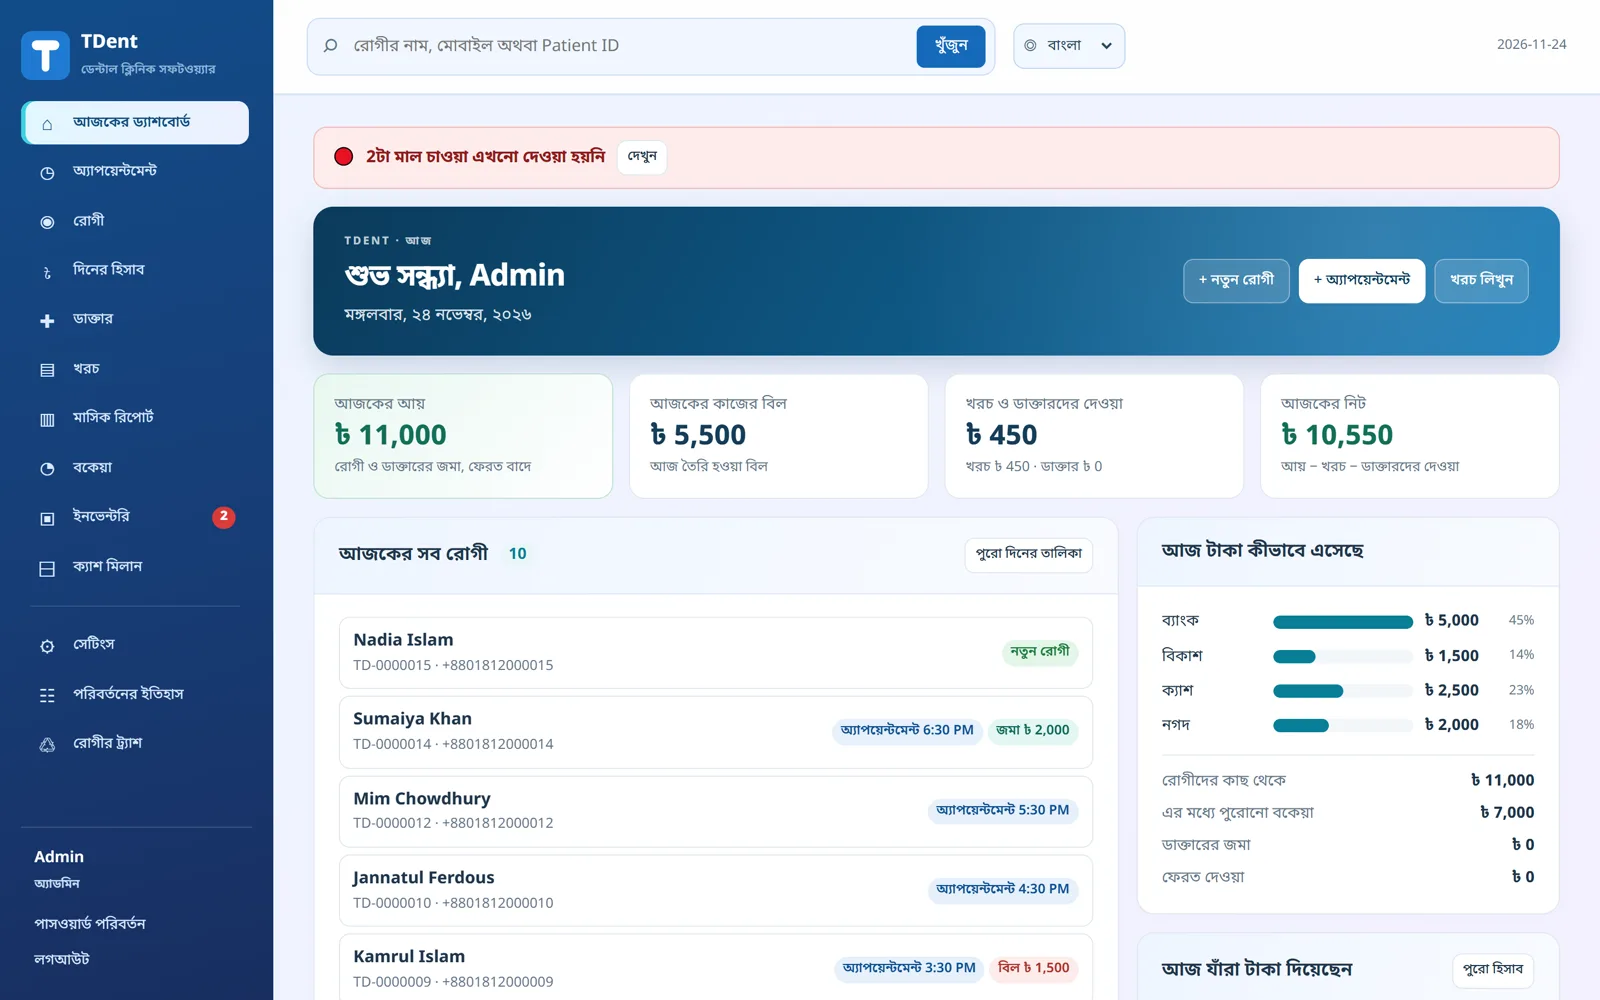 TDent
ডেন্টাল ক্লিনিক সফটওয়্যার
আজকের ড্যাশবোর্ড
অ্যাপয়েন্টমেন্ট
রোগী
দিনের হিসাব
ডাক্তার
খরচ
মাসিক রিপোর্ট
বকেয়া
ইনভেন্টরি 2
ক্যাশ মিলান
সেটিংস
পরিবর্তনের ইতিহাস
রোগীর ট্র্যাশ
Admin
অ্যাডমিন
পাসওয়ার্ড পরিবর্তন
লগআউট
রোগীর নাম, মোবাইল অথবা Patient ID খুঁজুন বাংলা 2026-11-24
2টা মাল চাওয়া এখনো দেওয়া হয়নি দেখুন
TDENT · আজ
শুভ সন্ধ্যা, Admin
মঙ্গলবার, ২৪ নভেম্বর, ২০২৬
+ নতুন রোগী + অ্যাপয়েন্টমেন্ট খরচ লিখুন
আজকের আয়
৳ 11,000
রোগী ও ডাক্তারের জমা, ফেরত বাদে
আজকের কাজের বিল
৳ 5,500
আজ তৈরি হওয়া বিল
খরচ ও ডাক্তারদের দেওয়া
৳ 450
খরচ ৳ 450 · ডাক্তার ৳ 0
আজকের নিট
৳ 10,550
আয় − খরচ − ডাক্তারদের দেওয়া
আজকের সব রোগী 10 পুরো দিনের তালিকা
Nadia Islam
TD-0000015 · +8801812000015
নতুন রোগী
Sumaiya Khan
TD-0000014 · +8801812000014
অ্যাপয়েন্টমেন্ট 6:30 PM জমা ৳ 2,000
Mim Chowdhury
TD-0000012 · +8801812000012
অ্যাপয়েন্টমেন্ট 5:30 PM
Jannatul Ferdous
TD-0000010 · +8801812000010
অ্যাপয়েন্টমেন্ট 4:30 PM
Kamrul Islam
TD-0000009 · +8801812000009
অ্যাপয়েন্টমেন্ট 3:30 PM বিল ৳ 1,500
আজ টাকা কীভাবে এসেছে
ব্যাংক ৳ 5,000 45%
বিকাশ ৳ 1,500 14%
ক্যাশ ৳ 2,500 23%
নগদ ৳ 2,000 18%
রোগীদের কাছ থেকে ৳ 11,000
এর মধ্যে পুরোনো বকেয়া ৳ 7,000
ডাক্তারের জমা ৳ 0
ফেরত দেওয়া ৳ 0
আজ যাঁরা টাকা দিয়েছেন পুরো হিসাব